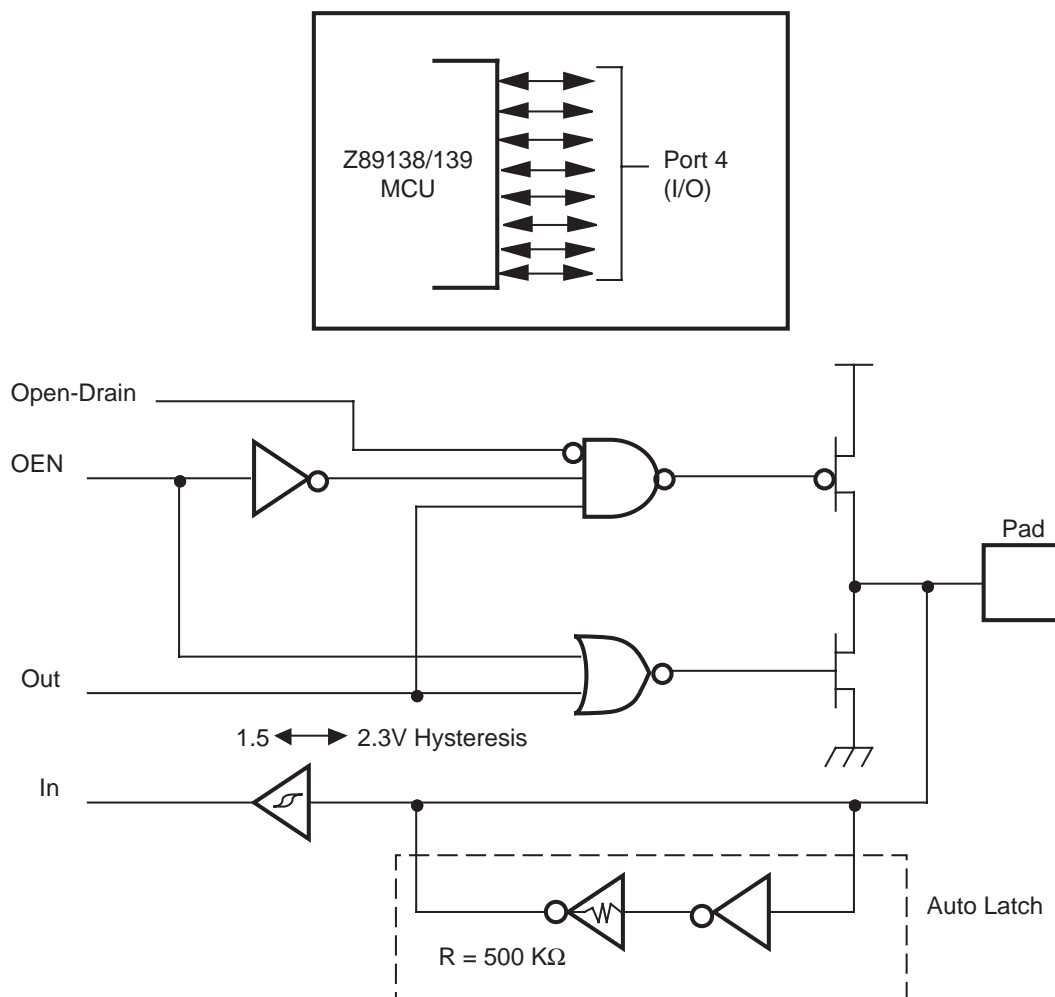 Z89138/139
MCU
Port 4
(I/O)
Open-Drain
OEN
Pad
Out
1.5 2.3V Hysteresis
In
Auto Latch
R = 500 KΩ